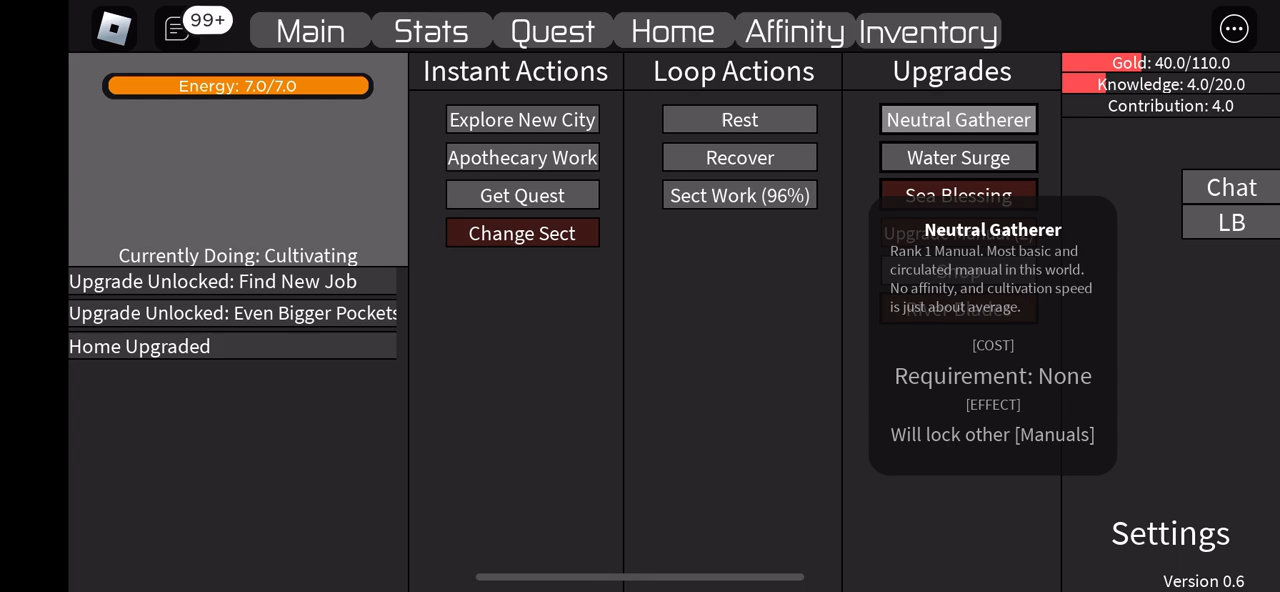 99+
Main
Stats
Quest
Home
Affinity
Inventory
Energy: 7.0/7.0
Currently Doing: Cultivating
Upgrade Unlocked: Find New Job
Upgrade Unlocked: Even Bigger Pockets
Home Upgraded
Instant Actions
Explore New City
Apothecary Work
Get Quest
Change Sect
Loop Actions
Rest
Recover
Sect Work (96%)
Upgrades
Neutral Gatherer
Water Surge
Sea Blessing
Neutral Gatherer
Rank 1 Manual. Most basic and
circulated manual in this world.
No affinity, and cultivation speed
is just about average.
[COST]
Requirement: None
[EFFECT]
Will lock other [Manuals]
Gold: 40.0/110.0
Knowledge: 4.0/20.0
Contribution: 4.0
Chat
LB
Settings
Version 0.6